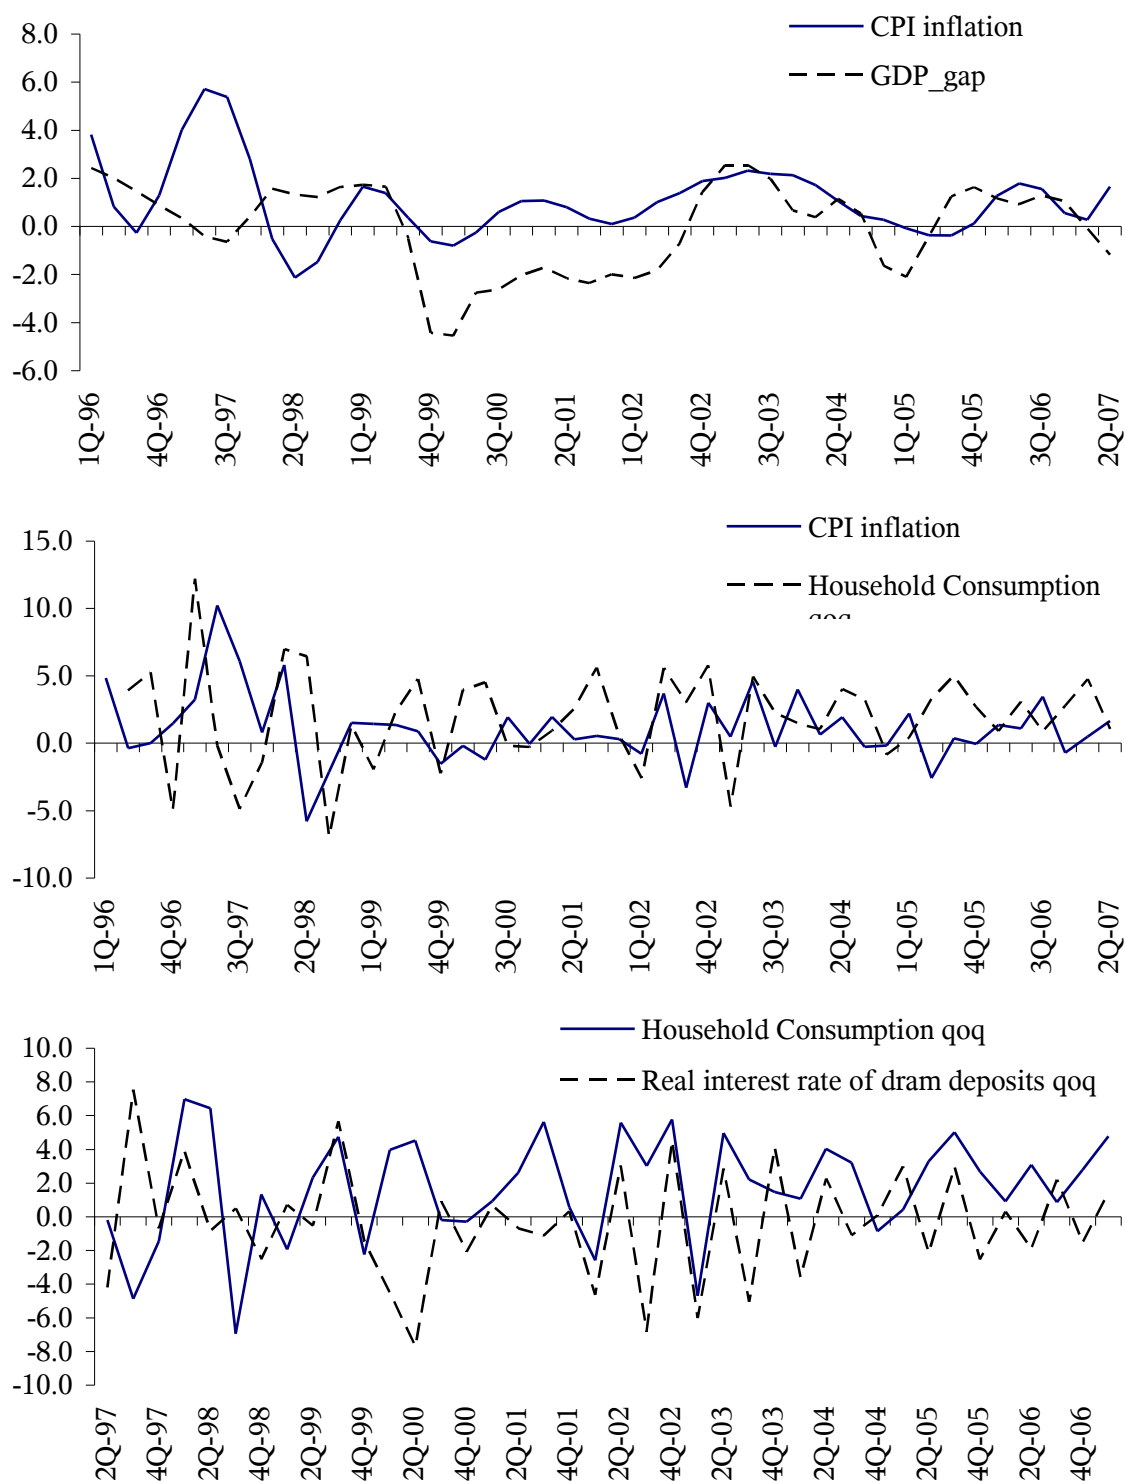 CPI inflation
GDP_gap
8.0
6.0
4.0
2.0
0.0
-2.0
-4.0
-6.0
1Q-96
4Q-96
3Q-97
2Q-98
1Q-99
4Q-99
3Q-00
2Q-01
1Q-02
4Q-02
3Q-03
2Q-04
1Q-05
4Q-05
3Q-06
2Q-07
CPI inflation
Household Consumption
qoq
15.0
10.0
5.0
0.0
-5.0
-10.0
1Q-96
4Q-96
3Q-97
2Q-98
1Q-99
4Q-99
3Q-00
2Q-01
1Q-02
4Q-02
3Q-03
2Q-04
1Q-05
4Q-05
3Q-06
2Q-07
Household Consumption qoq
Real interest rate of dram deposits qoq
10.0
8.0
6.0
4.0
2.0
0.0
-2.0
-4.0
-6.0
-8.0
-10.0
2Q-97
4Q-97
2Q-98
4Q-98
2Q-99
4Q-99
2Q-00
4Q-00
2Q-01
4Q-01
2Q-02
4Q-02
2Q-03
4Q-03
2Q-04
4Q-04
2Q-05
4Q-05
2Q-06
4Q-06